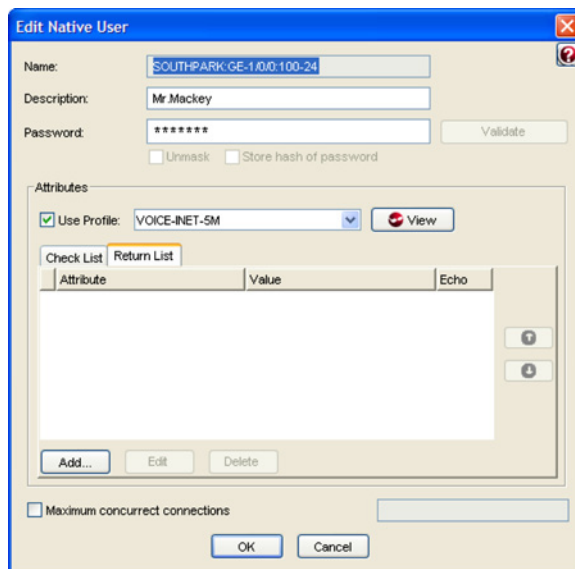 Edit Native User
Name: SOUTHPARK:GE-1/0/0:100-24
Description: Mr.Mackey
Password: *******
Validate
Unmask Store hash of password
Attributes
Use Profile: VOICE-INET-5M View
Check List Return List
Attribute Value Echo
Add... Edit Delete
Maximum concurrect connections
OK Cancel